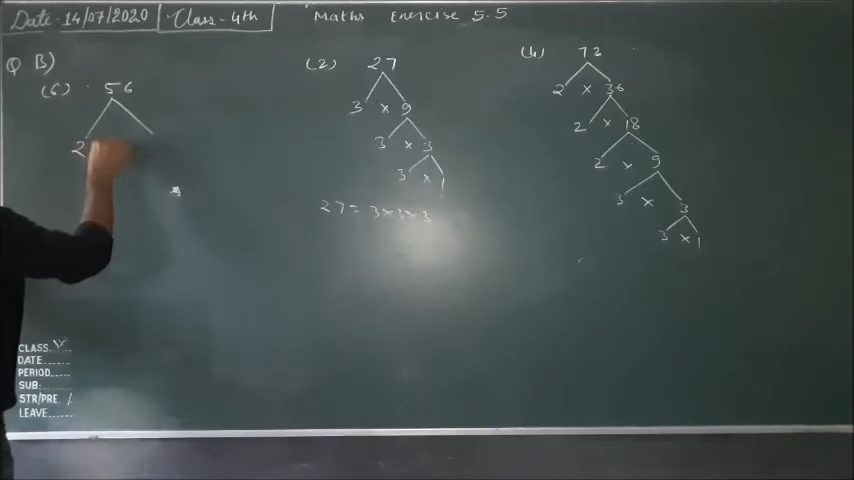 Date-14/07/2020 Class-4th Maths Exercise 5.5
Q B)
(6) 56
2
(2) 27
3 × 9
3 × 3
3 × 1
27= 3×3×3
(4) 72
2 × 36
2 × 18
2 × 9
3 × 3
3 × 1
CLASS V
DATE......
PERIOD.....
SUB:......
STR/PRE. /
LEAVE......